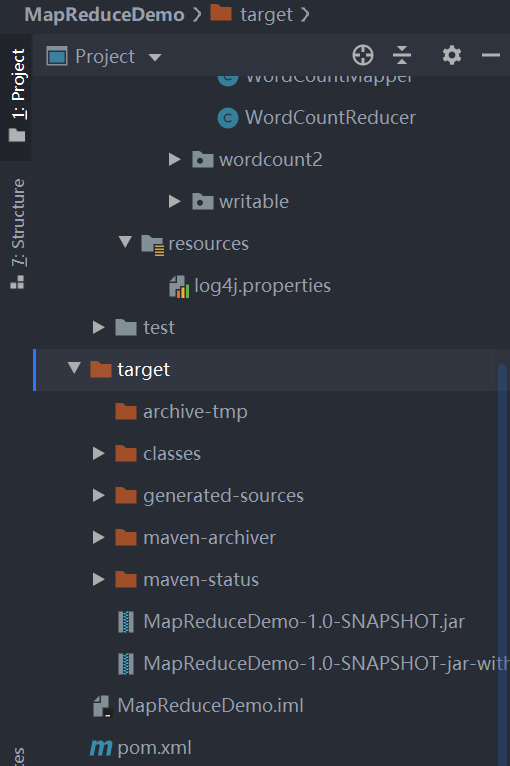 MapReduceDemo target
Project
1: Project
WordCountMapper
WordCountReducer
wordcount2
writable
7: Structure
resources
log4j.properties
test
target
archive-tmp
classes
generated-sources
maven-archiver
maven-status
MapReduceDemo-1.0-SNAPSHOT.jar
MapReduceDemo-1.0-SNAPSHOT-jar-with
MapReduceDemo.iml
pom.xml